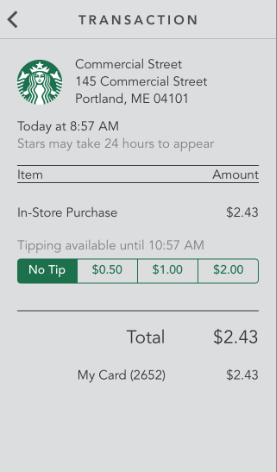 TRANSACTION
Commercial Street
145 Commercial Street
Portland, ME 04101
Today at 8:57 AM
Stars may take 24 hours to appear
Item Amount
In-Store Purchase $2.43
Tipping available until 10:57 AM
No Tip $0.50 $1.00 $2.00
Total $2.43
My Card (2652) $2.43